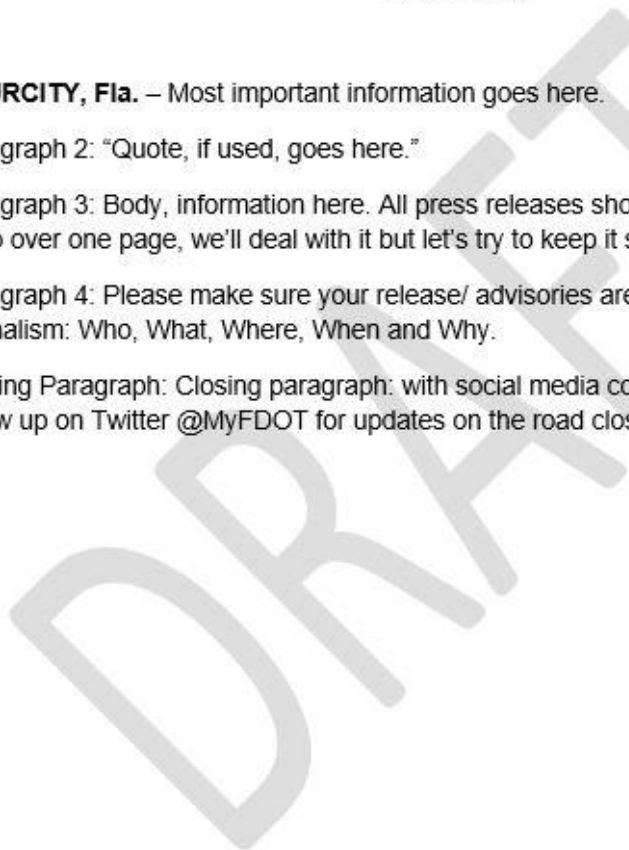 RCITY, Fla. – Most important information goes here.
graph 2: “Quote, if used, goes here.”
graph 3: Body, information here. All press releases sho
over one page, we’ll deal with it but let’s try to keep it s
graph 4: Please make sure your release/ advisories are
nalism: Who, What, Where, When and Why.
ing Paragraph: Closing paragraph: with social media co
w up on Twitter @MyFDOT for updates on the road clos
DRAFT